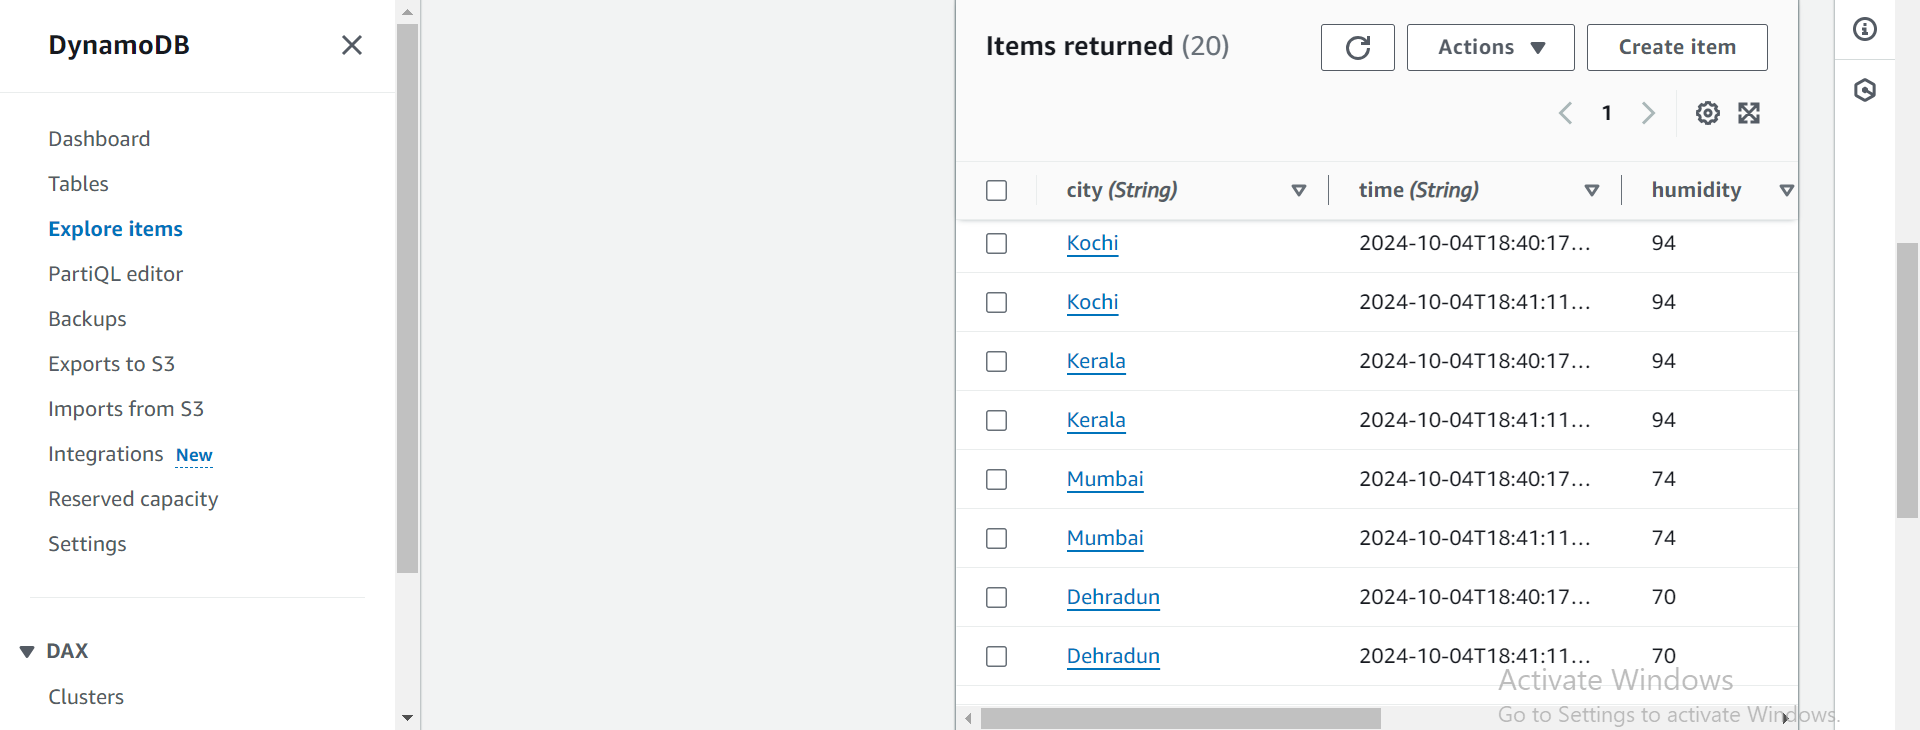 DynamoDB
Dashboard
Tables
Explore items
PartiQL editor
Backups
Exports to S3
Imports from S3
Integrations New
Reserved capacity
Settings
DAX
Clusters
Items returned (20)
Actions
Create item
1
city (String) time (String) humidity
Kochi 2024-10-04T18:40:17... 94
Kochi 2024-10-04T18:41:11... 94
Kerala 2024-10-04T18:40:17... 94
Kerala 2024-10-04T18:41:11... 94
Mumbai 2024-10-04T18:40:17... 74
Mumbai 2024-10-04T18:41:11... 74
Dehradun 2024-10-04T18:40:17... 70
Dehradun 2024-10-04T18:41:11... 70
Activate Windows
Go to Settings to activate Windows.